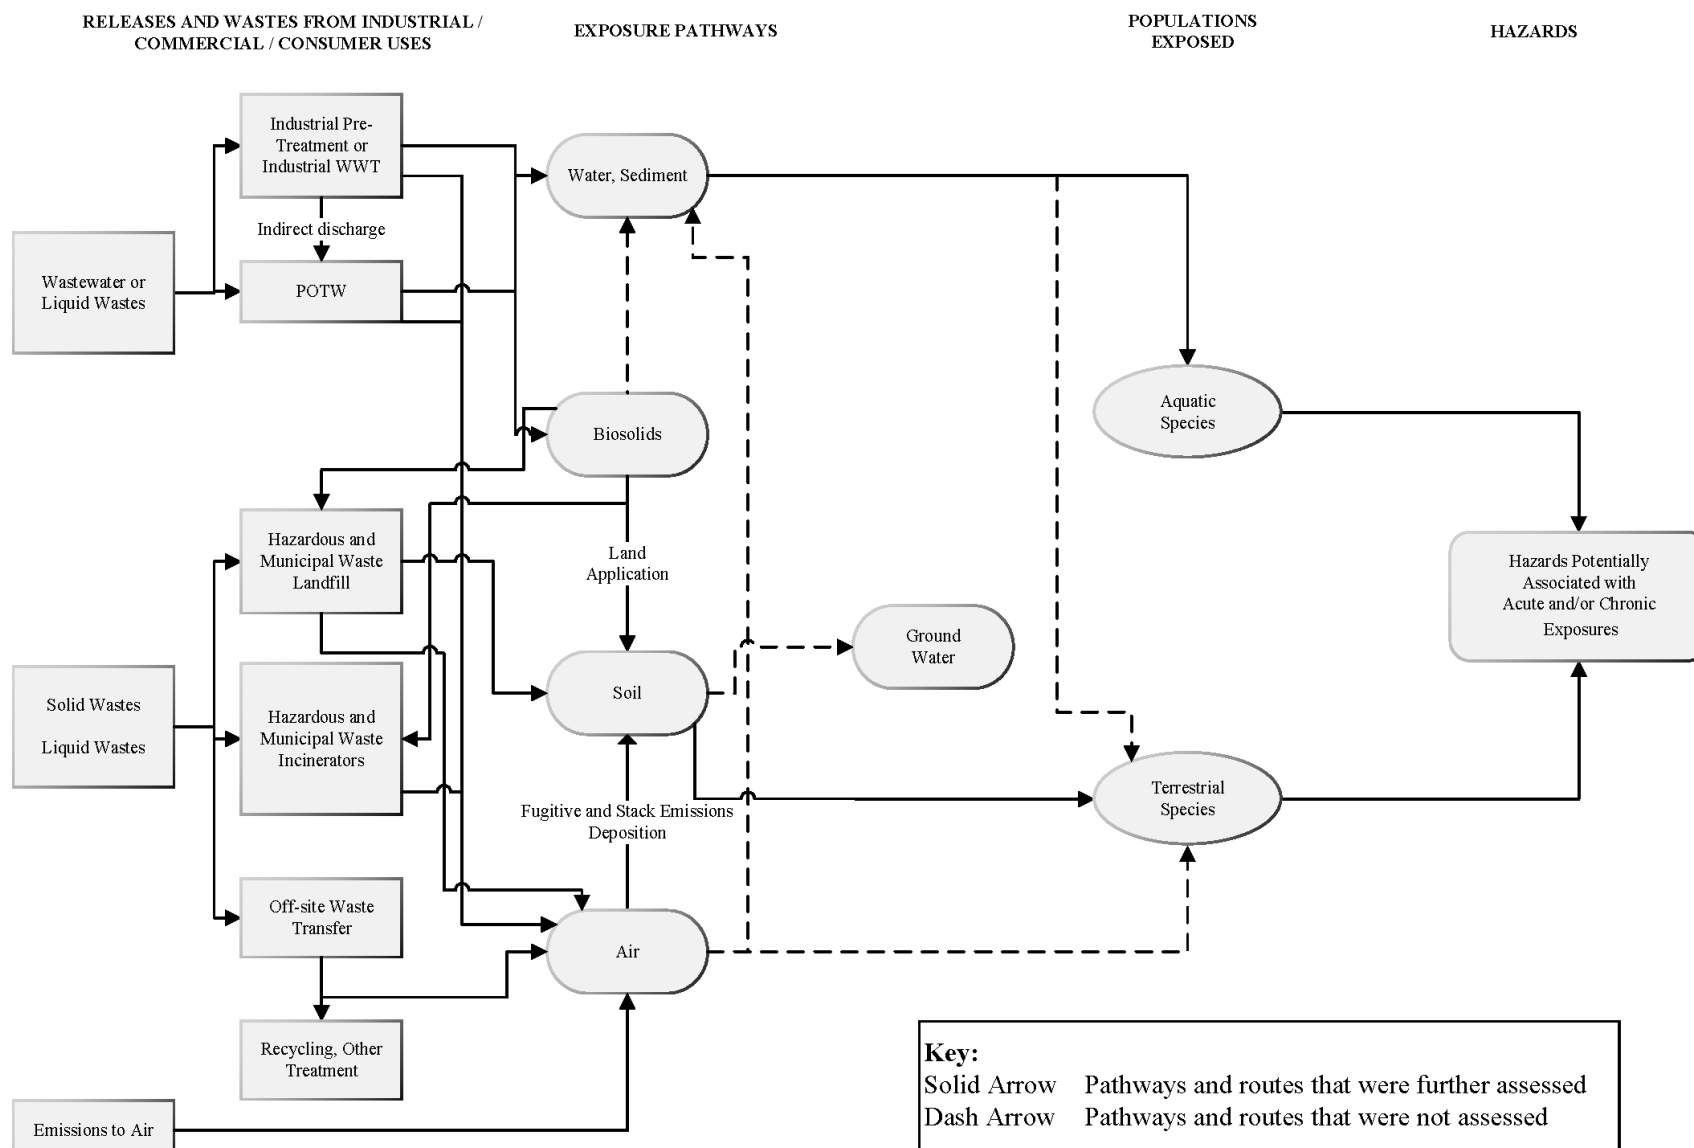 RELEASES AND WASTES FROM INDUSTRIAL /
COMMERCIAL / CONSUMER USES
EXPOSURE PATHWAYS
POPULATIONS
EXPOSED
HAZARDS
Industrial Pre-
Treatment or
Industrial WWT
Indirect discharge
POTW
Wastewater or
Liquid Wastes
Water, Sediment
Biosolids
Aquatic
Species
Hazardous and
Municipal Waste
Landfill
Land
Application
Hazards Potentially
Associated with
Acute and/or Chronic
Exposures
Ground
Water
Soil
Solid Wastes
Liquid Wastes
Hazardous and
Municipal Waste
Incinerators
Terrestrial
Species
Fugitive and Stack Emissions
Deposition
Off-site Waste
Transfer
Air
Recycling, Other
Treatment
Emissions to Air
Key:
Solid Arrow Pathways and routes that were further assessed
Dash Arrow Pathways and routes that were not assessed